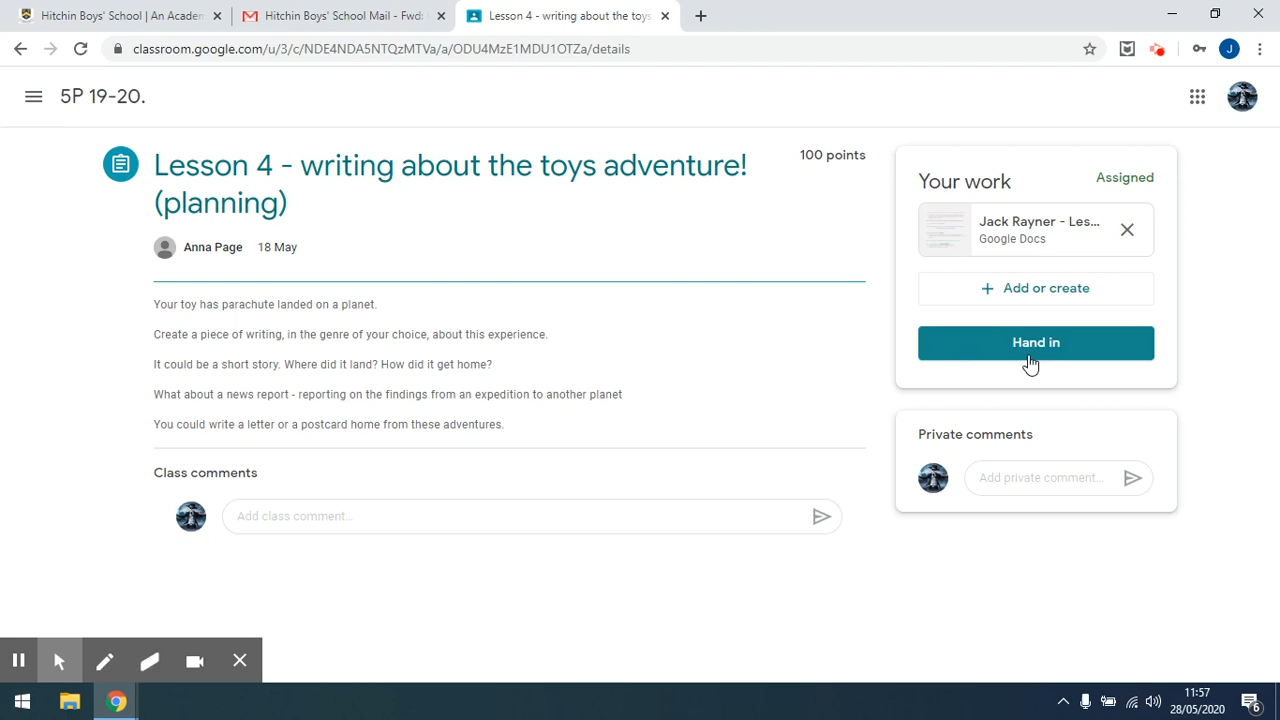 Hitchin Boys' School | An Acade
Hitchin Boys' School Mail - Fwd:
Lesson 4 - writing about the toys
classroom.google.com/u/3/c/NDE4NDA5NTQzMTVa/a/ODU4MzE1MDU1OTZa/details
J
5P 19-20.
Lesson 4 - writing about the toys adventure!
(planning)
100 points
Anna Page 18 May
Your toy has parachute landed on a planet.
Create a piece of writing, in the genre of your choice, about this experience.
It could be a short story. Where did it land? How did it get home?
What about a news report - reporting on the findings from an expedition to another planet
You could write a letter or a postcard home from these adventures.
Class comments
Add class comment...
Your work
Assigned
Jack Rayner - Les...
Google Docs
+ Add or create
Hand in
Private comments
Add private comment...
11:57
28/05/2020
6